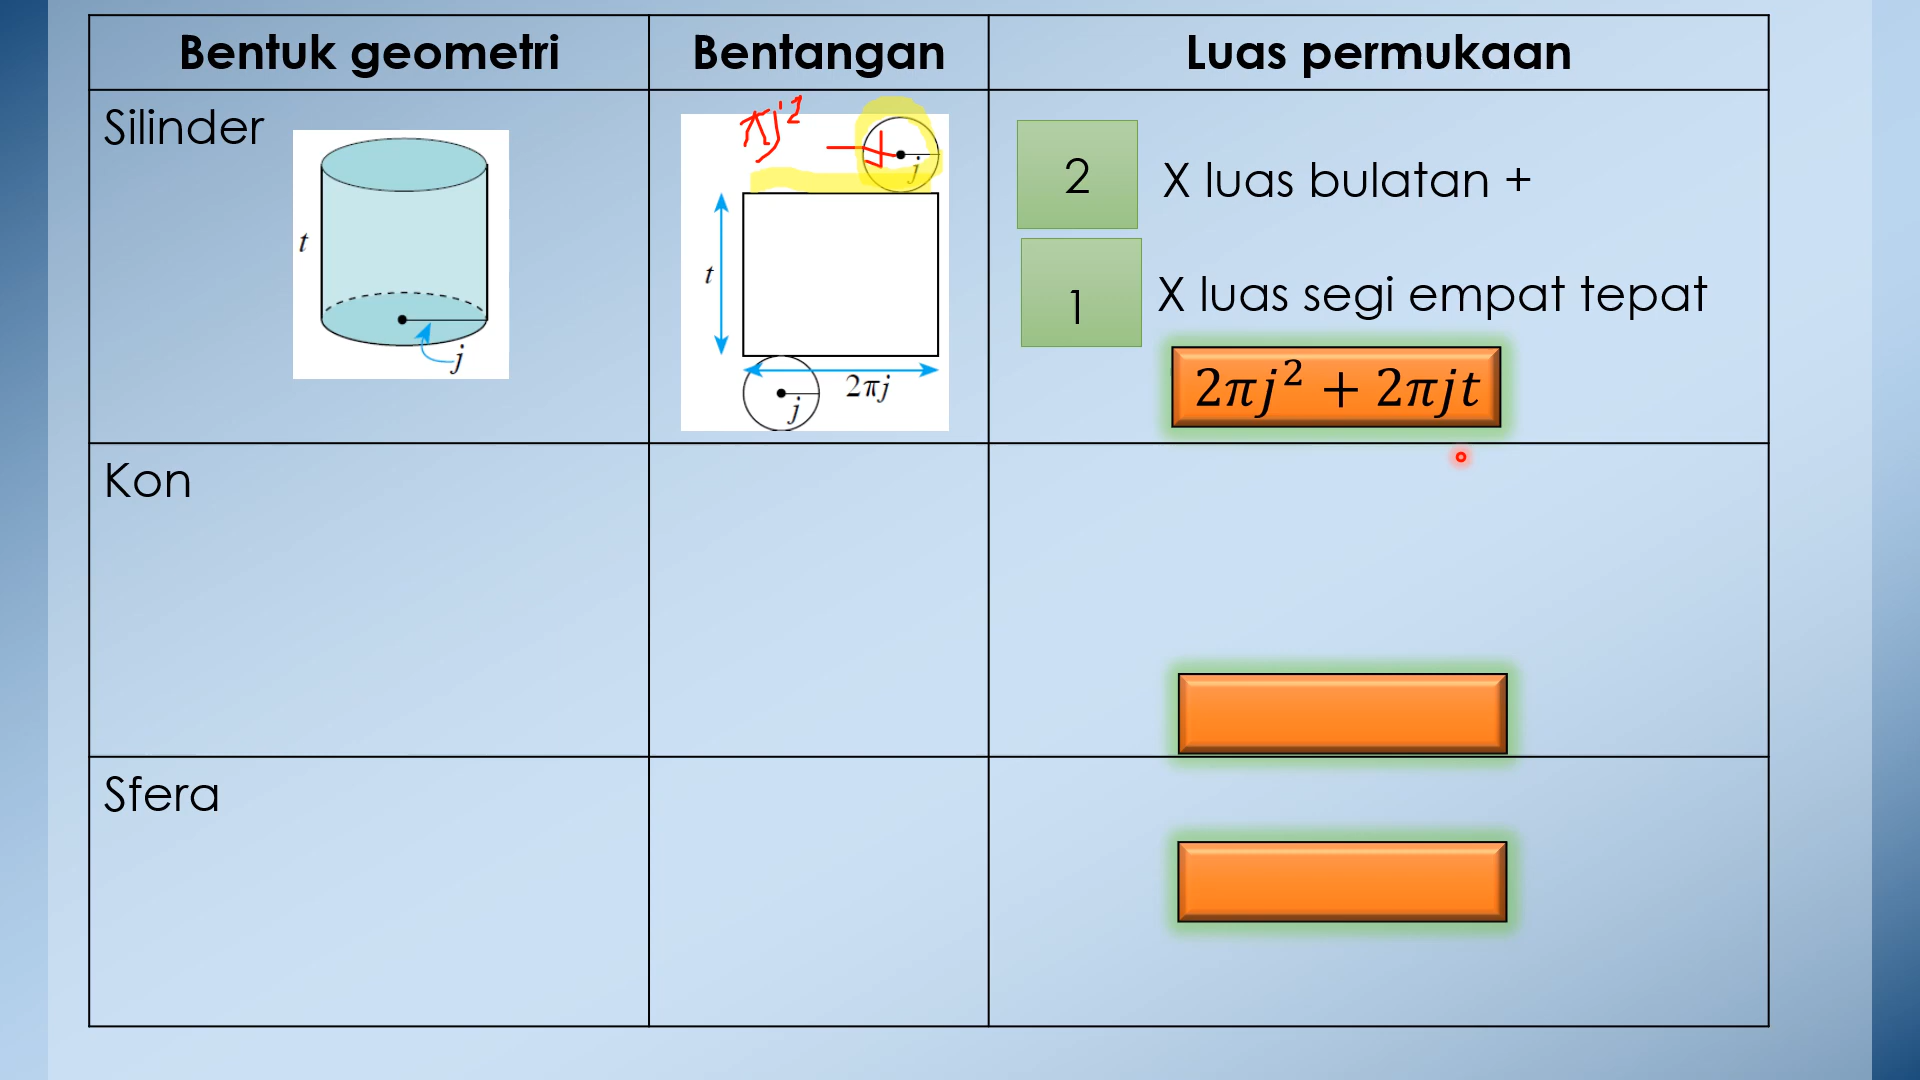 Bentuk geometri
Bentangan
Luas permukaan
Silinder
t
j
πj²
j
t
2πj
j
2
X luas bulatan +
1
X luas segi empat tepat
2πj² + 2πjt
Kon
Sfera